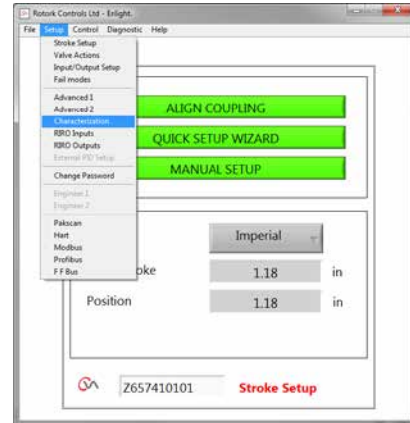 Rotork Controls Ltd - Enlight.
File Setup Control Diagnostic Help
Stroke Setup
Valve Actions
Input/Output Setup
Fail modes
Advanced 1
Advanced 2
Characterization
RIRO Inputs
RIRO Outputs
External PID Setup
Change Password
Engineer 1
Engineer 2
Pakscan
Hart
Modbus
Profibus
F F Bus
ALIGN COUPLING
QUICK SETUP WIZARD
MANUAL SETUP
Imperial
oke 1.18 in
Position 1.18 in
Z657410101 Stroke Setup